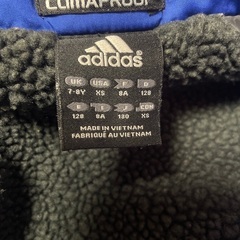 CLIMAPROOF
adidas
UK USA F D
7-8Y XS 8A 128
E I J CDN
128 8A 130 XS
MADE IN VIETNAM
FABRIQUÉ AU VIETNAM